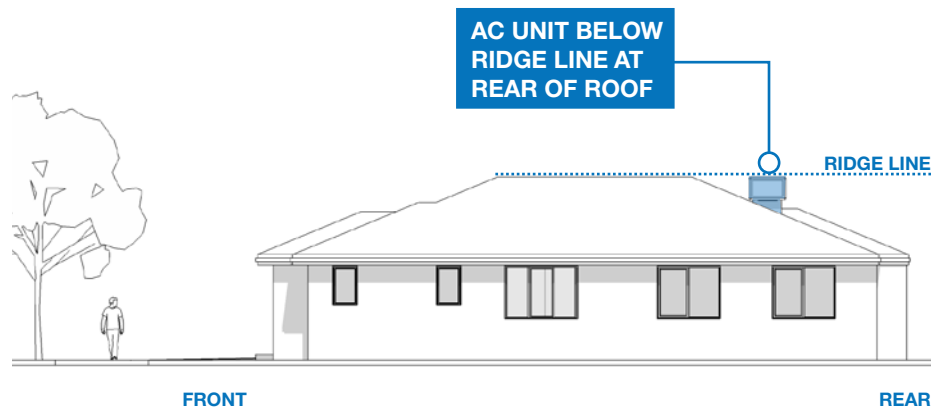 AC UNIT BELOW
RIDGE LINE AT
REAR OF ROOF
RIDGE LINE
FRONT
REAR